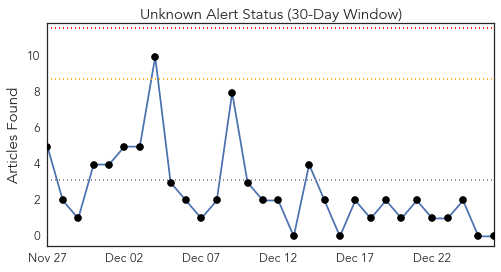 Unknown Alert Status (30-Day Window)
Articles Found
10
8
6
4
2
0
Nov 27 Dec 02 Dec 07 Dec 12 Dec 17 Dec 22